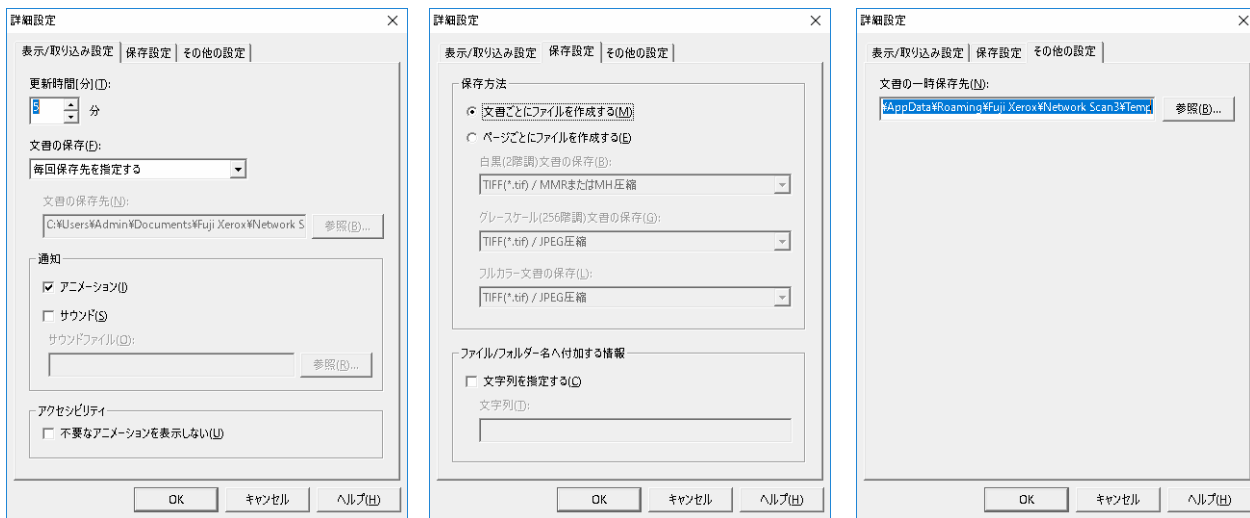 詳細設定
表示/取り込み設定 保存設定 その他の設定
更新時間[分](T):
5 分
文書の保存(F):
毎回保存先を指定する
文書の保存先(N):
C:¥Users¥Admin¥Documents¥Fuji Xerox¥Network S 参照(B)...
通知
アニメーション(I)
サウンド(S)
サウンドファイル(O):
参照(R)...
アクセシビリティ
不要なアニメーションを表示しない(U)
OK キャンセル ヘルプ(H)
詳細設定
表示/取り込み設定 保存設定 その他の設定
保存方法
文書ごとにファイルを作成する(M)
ページごとにファイルを作成する(E)
白黒(2階調)文書の保存(B):
TIFF(*.tif) / MMRまたはMH圧縮
グレースケール(256階調)文書の保存(G):
TIFF(*.tif) / JPEG圧縮
フルカラー文書の保存(L):
TIFF(*.tif) / JPEG圧縮
ファイル/フォルダー名へ付加する情報
文字列を指定する(C)
文字列(T):
OK キャンセル ヘルプ(H)
詳細設定
表示/取り込み設定 保存設定 その他の設定
文書の一時保存先(N):
¥AppData¥Roaming¥Fuji Xerox¥Network Scan3¥Temp 参照(B)...
OK キャンセル ヘルプ(H)